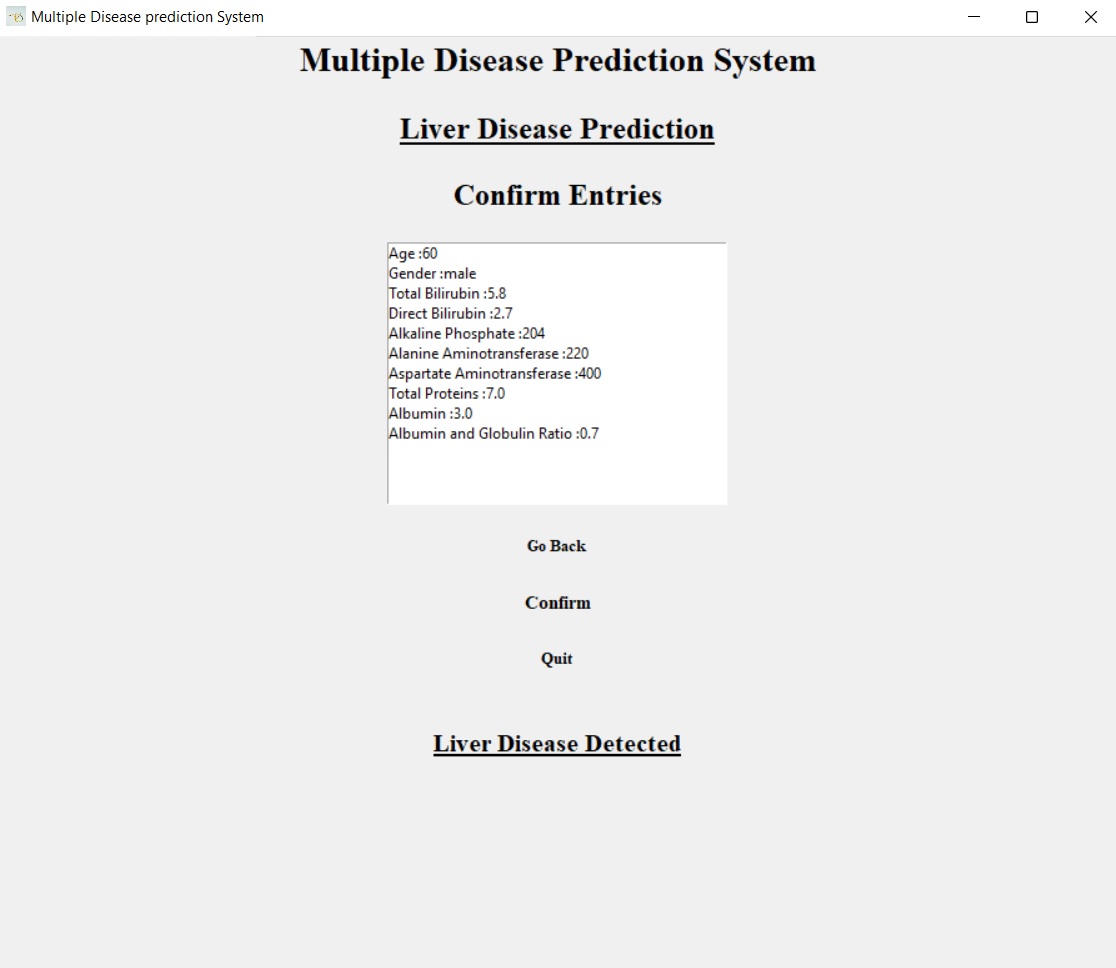 Multiple Disease prediction System
Multiple Disease Prediction System
Liver Disease Prediction
Confirm Entries
Age :60
Gender :male
Total Bilirubin :5.8
Direct Bilirubin :2.7
Alkaline Phosphate :204
Alanine Aminotransferase :220
Aspartate Aminotransferase :400
Total Proteins :7.0
Albumin :3.0
Albumin and Globulin Ratio :0.7
Go Back
Confirm
Quit
Liver Disease Detected